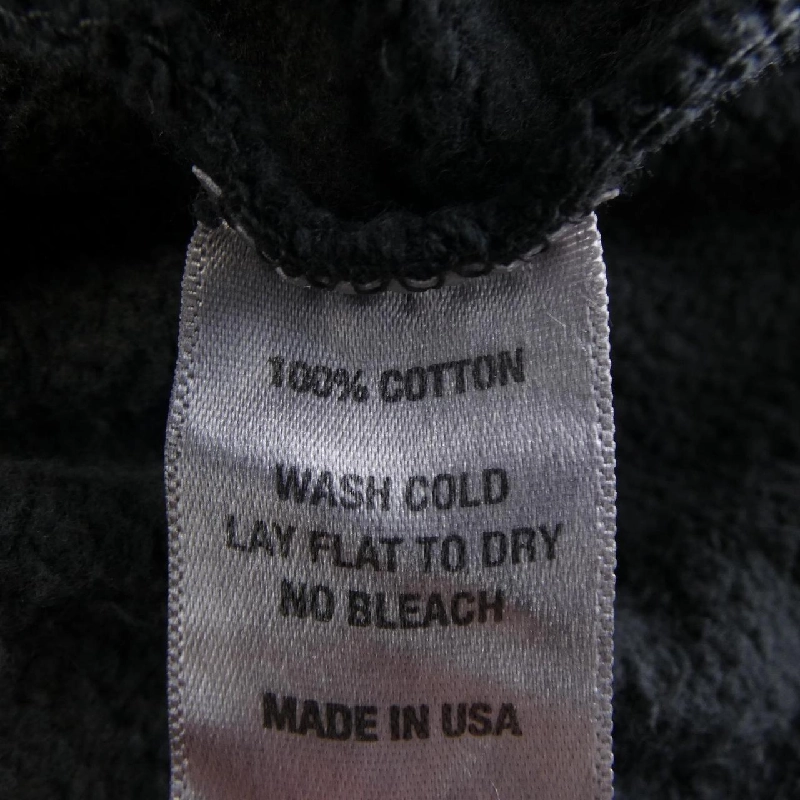 100% COTTON
WASH COLD
LAY FLAT TO DRY
NO BLEACH
MADE IN USA